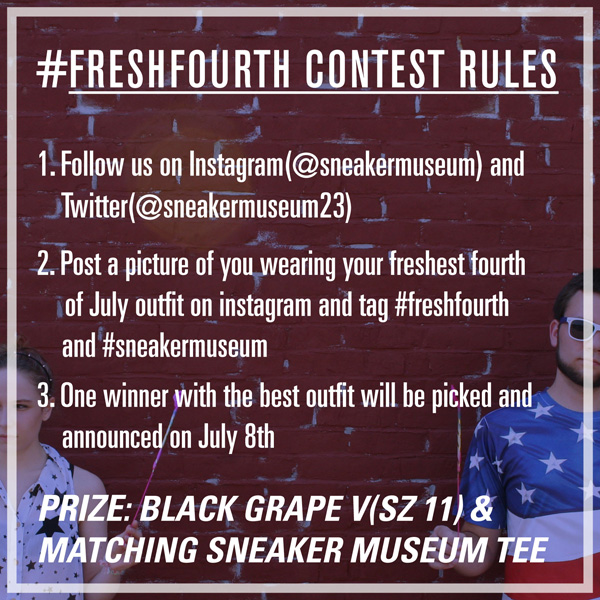 #FRESHFOURTH CONTEST RULES
1. Follow us on Instagram(@sneakermuseum) and
Twitter(@sneakermuseum23)
2. Post a picture of you wearing your freshest fourth
of July outfit on instagram and tag #freshfourth
and #sneakermuseum
3. One winner with the best outfit will be picked and
announced on July 8th
PRIZE: BLACK GRAPE V(SZ 11) &
MATCHING SNEAKER MUSEUM TEE